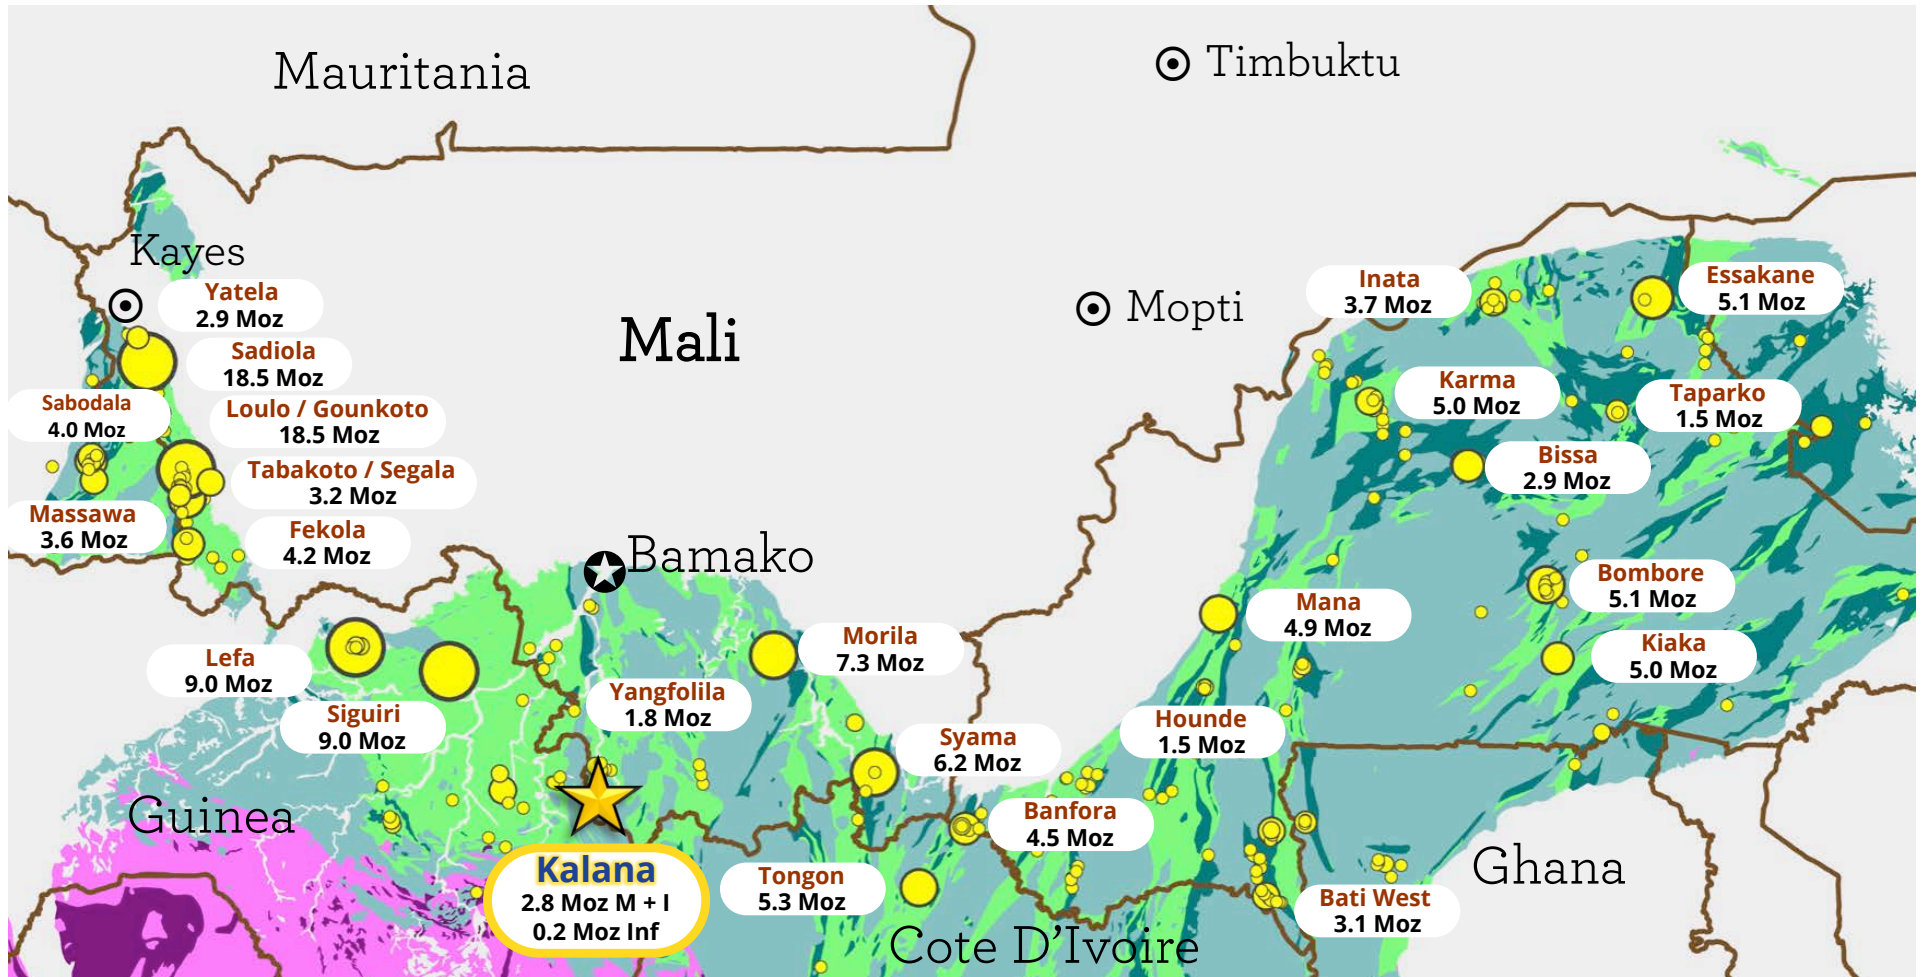 Mauritania
Timbuktu
Kayes
Yatela
2.9 Moz
Sadiola
18.5 Moz
Sabodala
4.0 Moz
Loulo / Gounkoto
18.5 Moz
Tabakoto / Segala
3.2 Moz
Massawa
3.6 Moz
Fekola
4.2 Moz
Mali
Mopti
Inata
3.7 Moz
Essakane
5.1 Moz
Karma
5.0 Moz
Taparko
1.5 Moz
Bissa
2.9 Moz
Bamako
Bombore
5.1 Moz
Mana
4.9 Moz
Kiaka
5.0 Moz
Lefa
9.0 Moz
Siguiri
9.0 Moz
Morila
7.3 Moz
Yangfolila
1.8 Moz
Syama
6.2 Moz
Hounde
1.5 Moz
Guinea
Banfora
4.5 Moz
Kalana
2.8 Moz M + I
0.2 Moz Inf
Tongon
5.3 Moz
Ghana
Bati West
3.1 Moz
Cote D'Ivoire